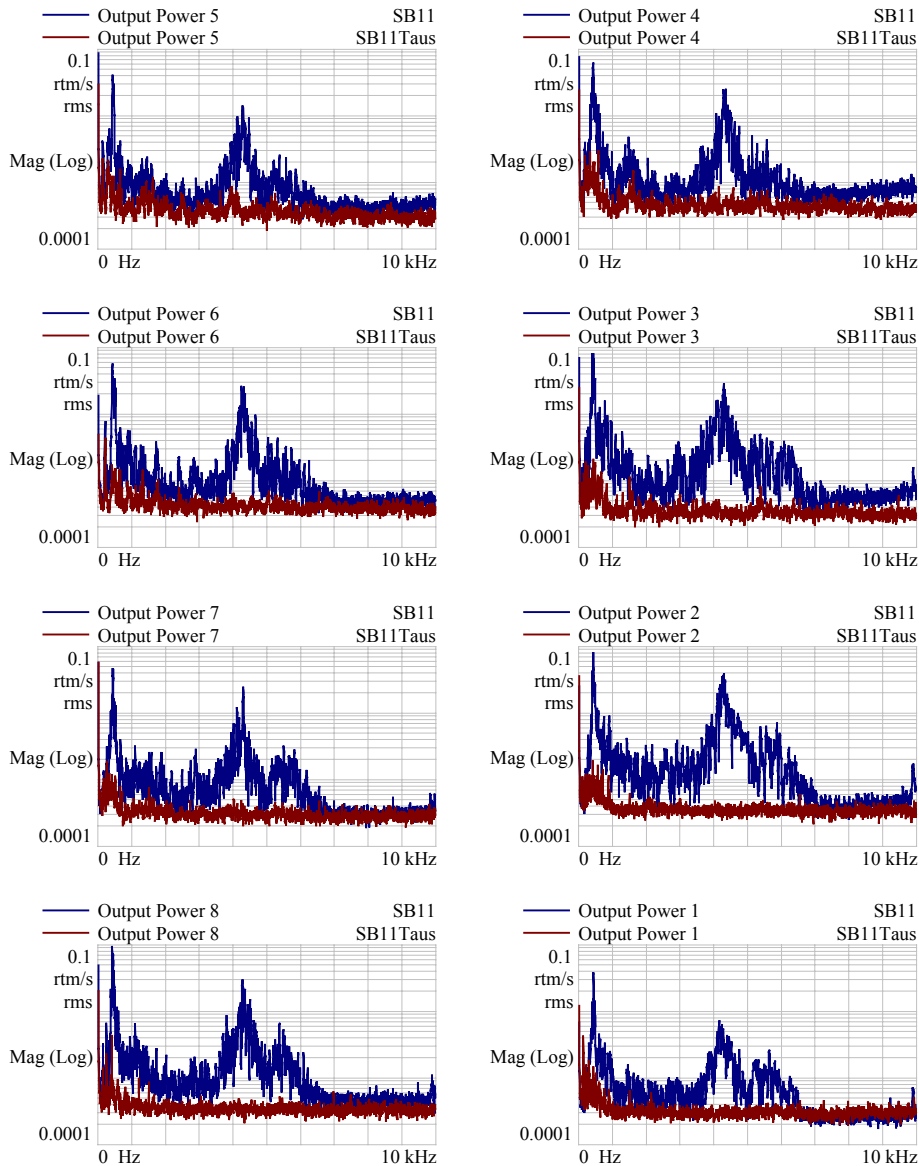 Output Power 5 SB11
Output Power 5 SB11Taus
0.1
rtm/s
rms
Mag (Log)
0.0001
0 Hz 10 kHz
Output Power 4 SB11
Output Power 4 SB11Taus
0.1
rtm/s
rms
Mag (Log)
0.0001
0 Hz 10 kHz
Output Power 6 SB11
Output Power 6 SB11Taus
0.1
rtm/s
rms
Mag (Log)
0.0001
0 Hz 10 kHz
Output Power 3 SB11
Output Power 3 SB11Taus
0.1
rtm/s
rms
Mag (Log)
0.0001
0 Hz 10 kHz
Output Power 7 SB11
Output Power 7 SB11Taus
0.1
rtm/s
rms
Mag (Log)
0.0001
0 Hz 10 kHz
Output Power 2 SB11
Output Power 2 SB11Taus
0.1
rtm/s
rms
Mag (Log)
0.0001
0 Hz 10 kHz
Output Power 8 SB11
Output Power 8 SB11Taus
0.1
rtm/s
rms
Mag (Log)
0.0001
0 Hz 10 kHz
Output Power 1 SB11
Output Power 1 SB11Taus
0.1
rtm/s
rms
Mag (Log)
0.0001
0 Hz 10 kHz